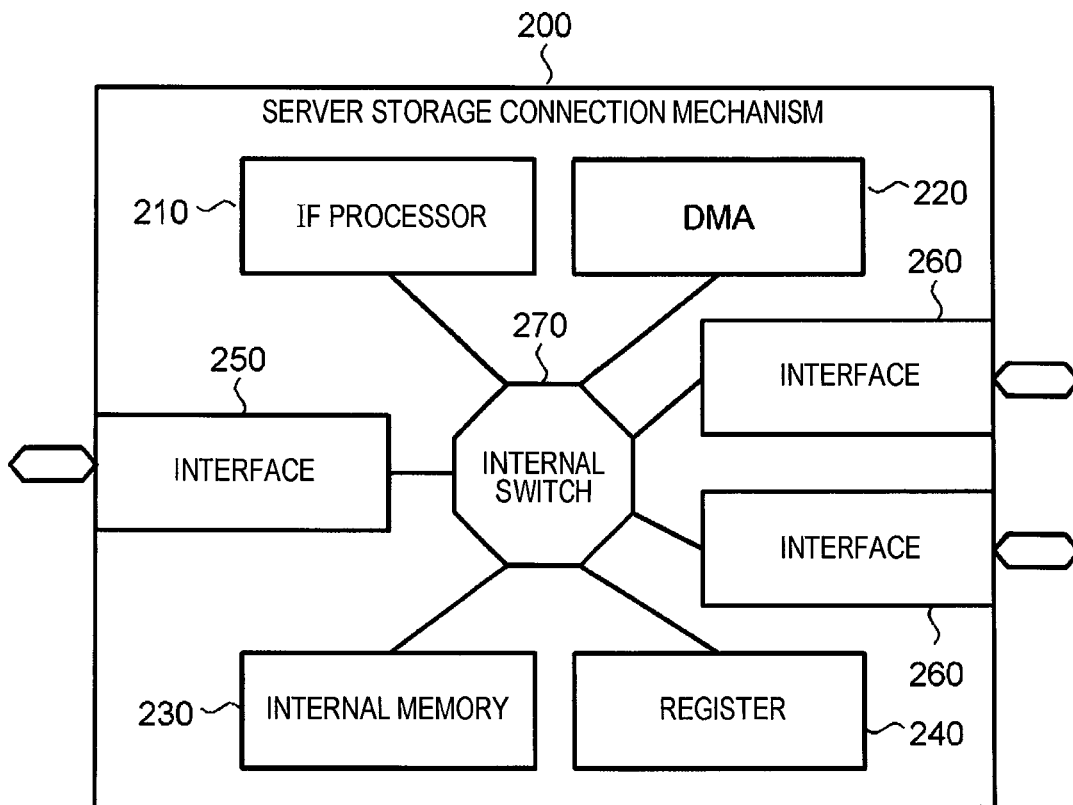 200
SERVER STORAGE CONNECTION MECHANISM
210
IF PROCESSOR
DMA
220
260
270
250
INTERFACE
INTERFACE
INTERNAL
SWITCH
INTERFACE
260
230
INTERNAL MEMORY
REGISTER
240